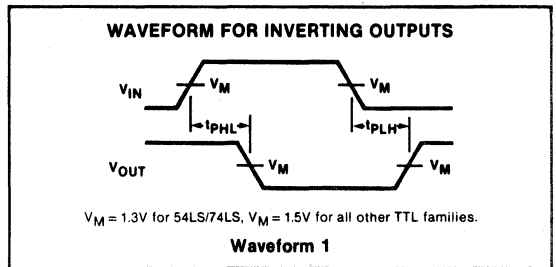 WAVEFORM FOR INVERTING OUTPUTS
VIN
VM
VM
tPHL
tPLH
VOUT
VM
VM
VM = 1.3V for 54LS/74LS, VM = 1.5V for all other TTL families.
Waveform 1